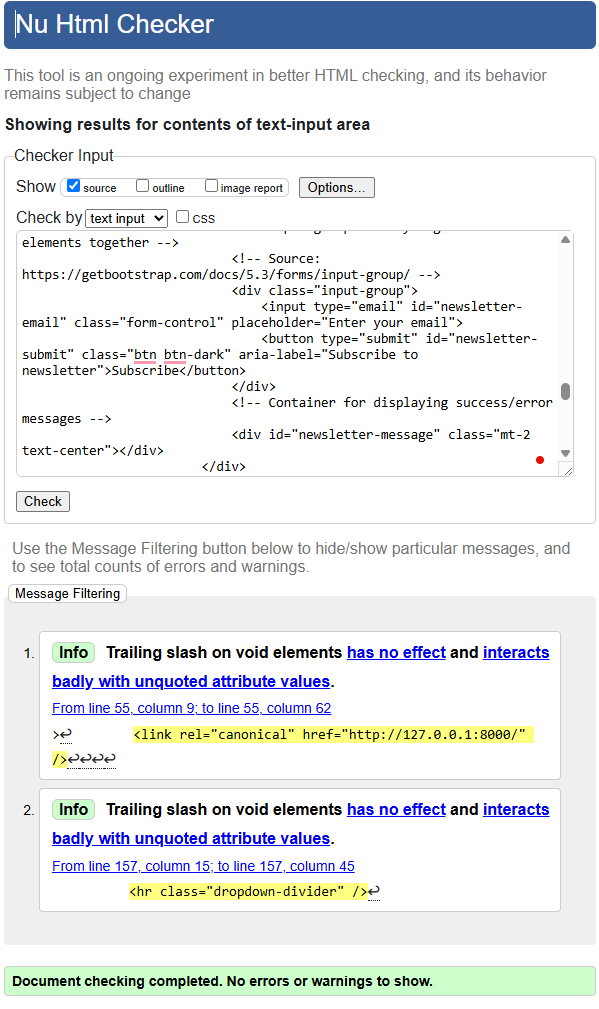 Nu Html Checker
This tool is an ongoing experiment in better HTML checking, and its behavior
remains subject to change
Showing results for contents of text-input area
Checker Input
Show source outline image report Options...
Check by text input css
elements together -->
<!-- Source:
https://getbootstrap.com/docs/5.3/forms/input-group/ -->
<div class="input-group">
<input type="email" id="newsletter-
email" class="form-control" placeholder="Enter your email">
<button type="submit" id="newsletter-
submit" class="btn btn-dark" aria-label="Subscribe to
newsletter">Subscribe</button>
</div>
<!-- Container for displaying success/error
messages -->
<div id="newsletter-message" class="mt-2
text-center"></div>
</div>
Check
Use the Message Filtering button below to hide/show particular messages, and
to see total counts of errors and warnings.
Message Filtering
1. Info Trailing slash on void elements has no effect and interacts
badly with unquoted attribute values.
From line 55, column 9; to line 55, column 62
>↩ <link rel="canonical" href="http://127.0.0.1:8000/"
/>↩↩↩↩
2. Info Trailing slash on void elements has no effect and interacts
badly with unquoted attribute values.
From line 157, column 15; to line 157, column 45
<hr class="dropdown-divider" />↩
Document checking completed. No errors or warnings to show.